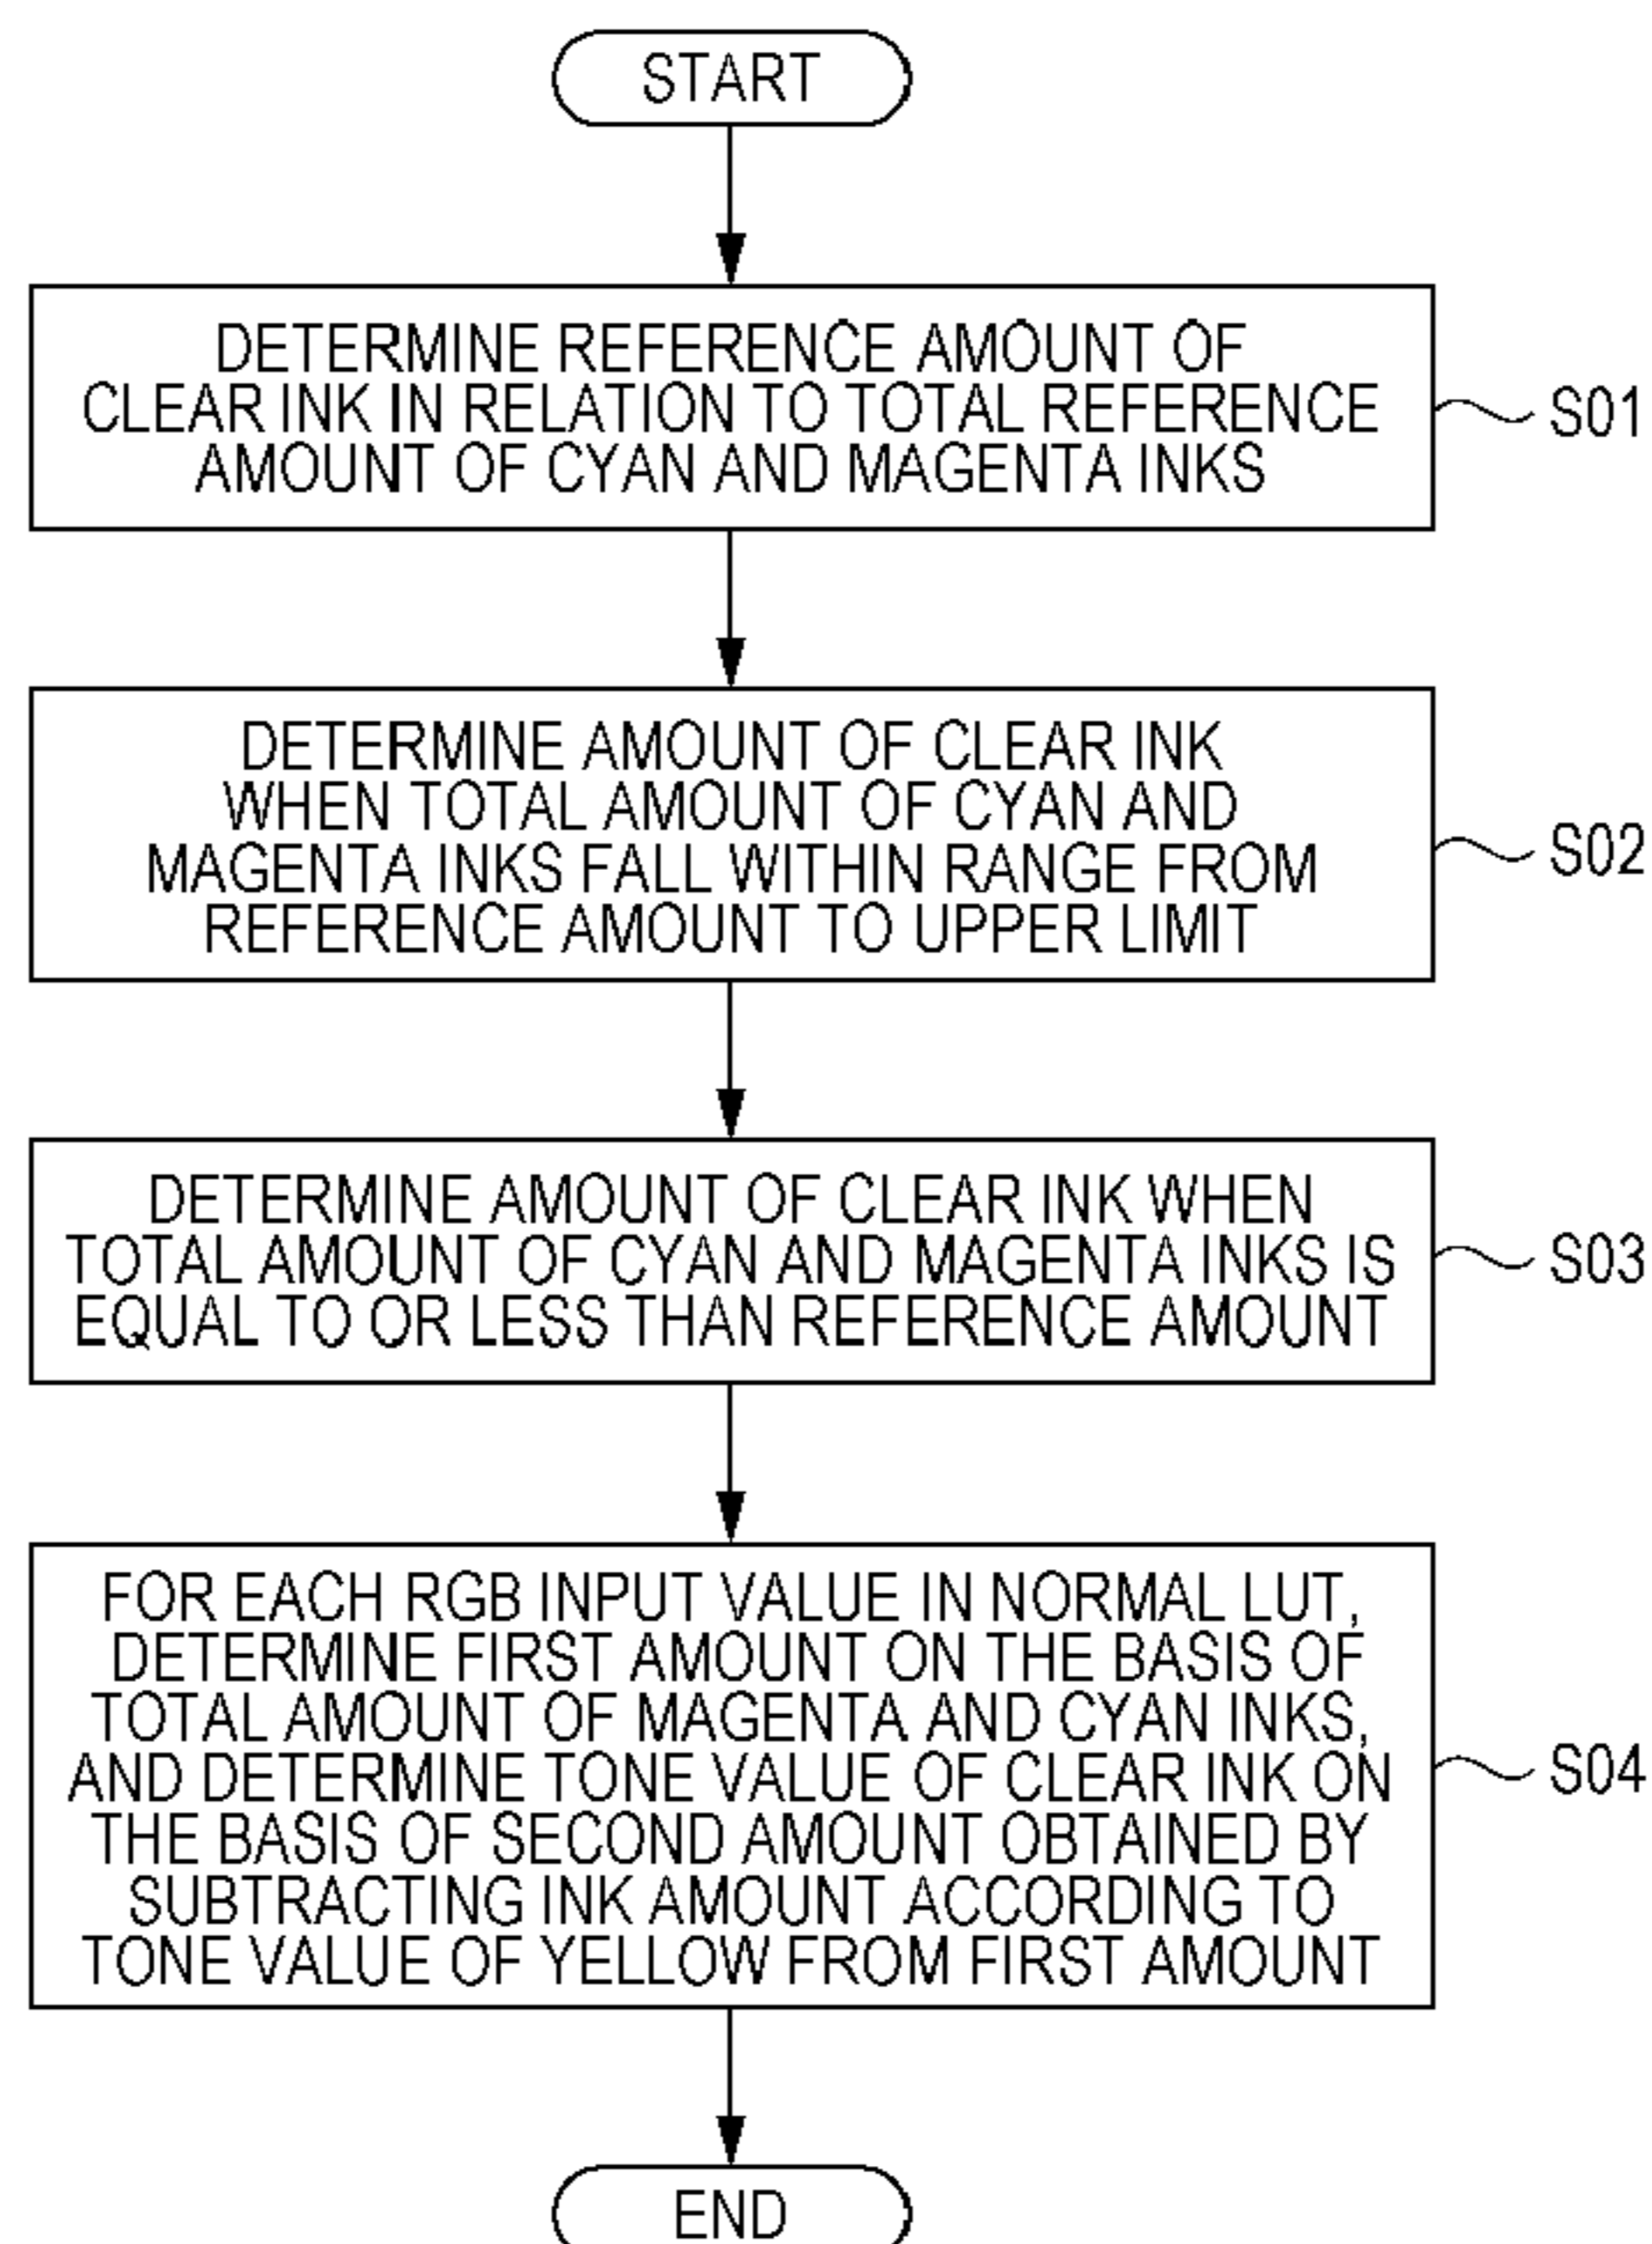 START
DETERMINE REFERENCE AMOUNT OF
CLEAR INK IN RELATION TO TOTAL REFERENCE
AMOUNT OF CYAN AND MAGENTA INKS
S01
DETERMINE AMOUNT OF CLEAR INK
WHEN TOTAL AMOUNT OF CYAN AND
MAGENTA INKS FALL WITHIN RANGE FROM
REFERENCE AMOUNT TO UPPER LIMIT
S02
DETERMINE AMOUNT OF CLEAR INK WHEN
TOTAL AMOUNT OF CYAN AND MAGENTA INKS IS
EQUAL TO OR LESS THAN REFERENCE AMOUNT
S03
FOR EACH RGB INPUT VALUE IN NORMAL LUT,
DETERMINE FIRST AMOUNT ON THE BASIS OF
TOTAL AMOUNT OF MAGENTA AND CYAN INKS,
AND DETERMINE TONE VALUE OF CLEAR INK ON
THE BASIS OF SECOND AMOUNT OBTAINED BY
SUBTRACTING INK AMOUNT ACCORDING TO
TONE VALUE OF YELLOW FROM FIRST AMOUNT
S04
END